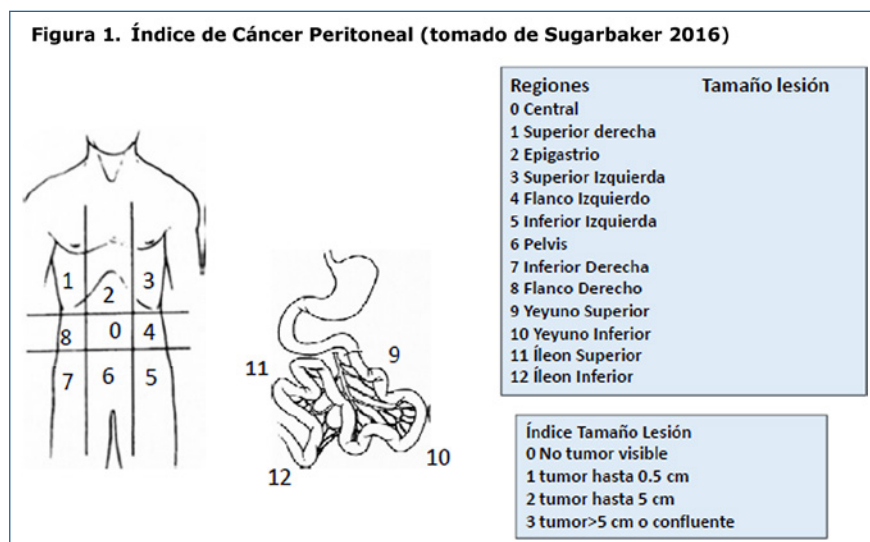 Figura 1. Índice de Cáncer Peritoneal (tomado de Sugarbaker 2016)
1
2
3
8
0
4
7
6
5
11
9
12
10
Regiones Tamaño lesión
0 Central
1 Superior derecha
2 Epigastrio
3 Superior Izquierda
4 Flanco Izquierdo
5 Inferior Izquierda
6 Pelvis
7 Inferior Derecha
8 Flanco Derecho
9 Yeyuno Superior
10 Yeyuno Inferior
11 Íleon Superior
12 Íleon Inferior
Índice Tamaño Lesión
0 No tumor visible
1 tumor hasta 0.5 cm
2 tumor hasta 5 cm
3 tumor>5 cm o confluente